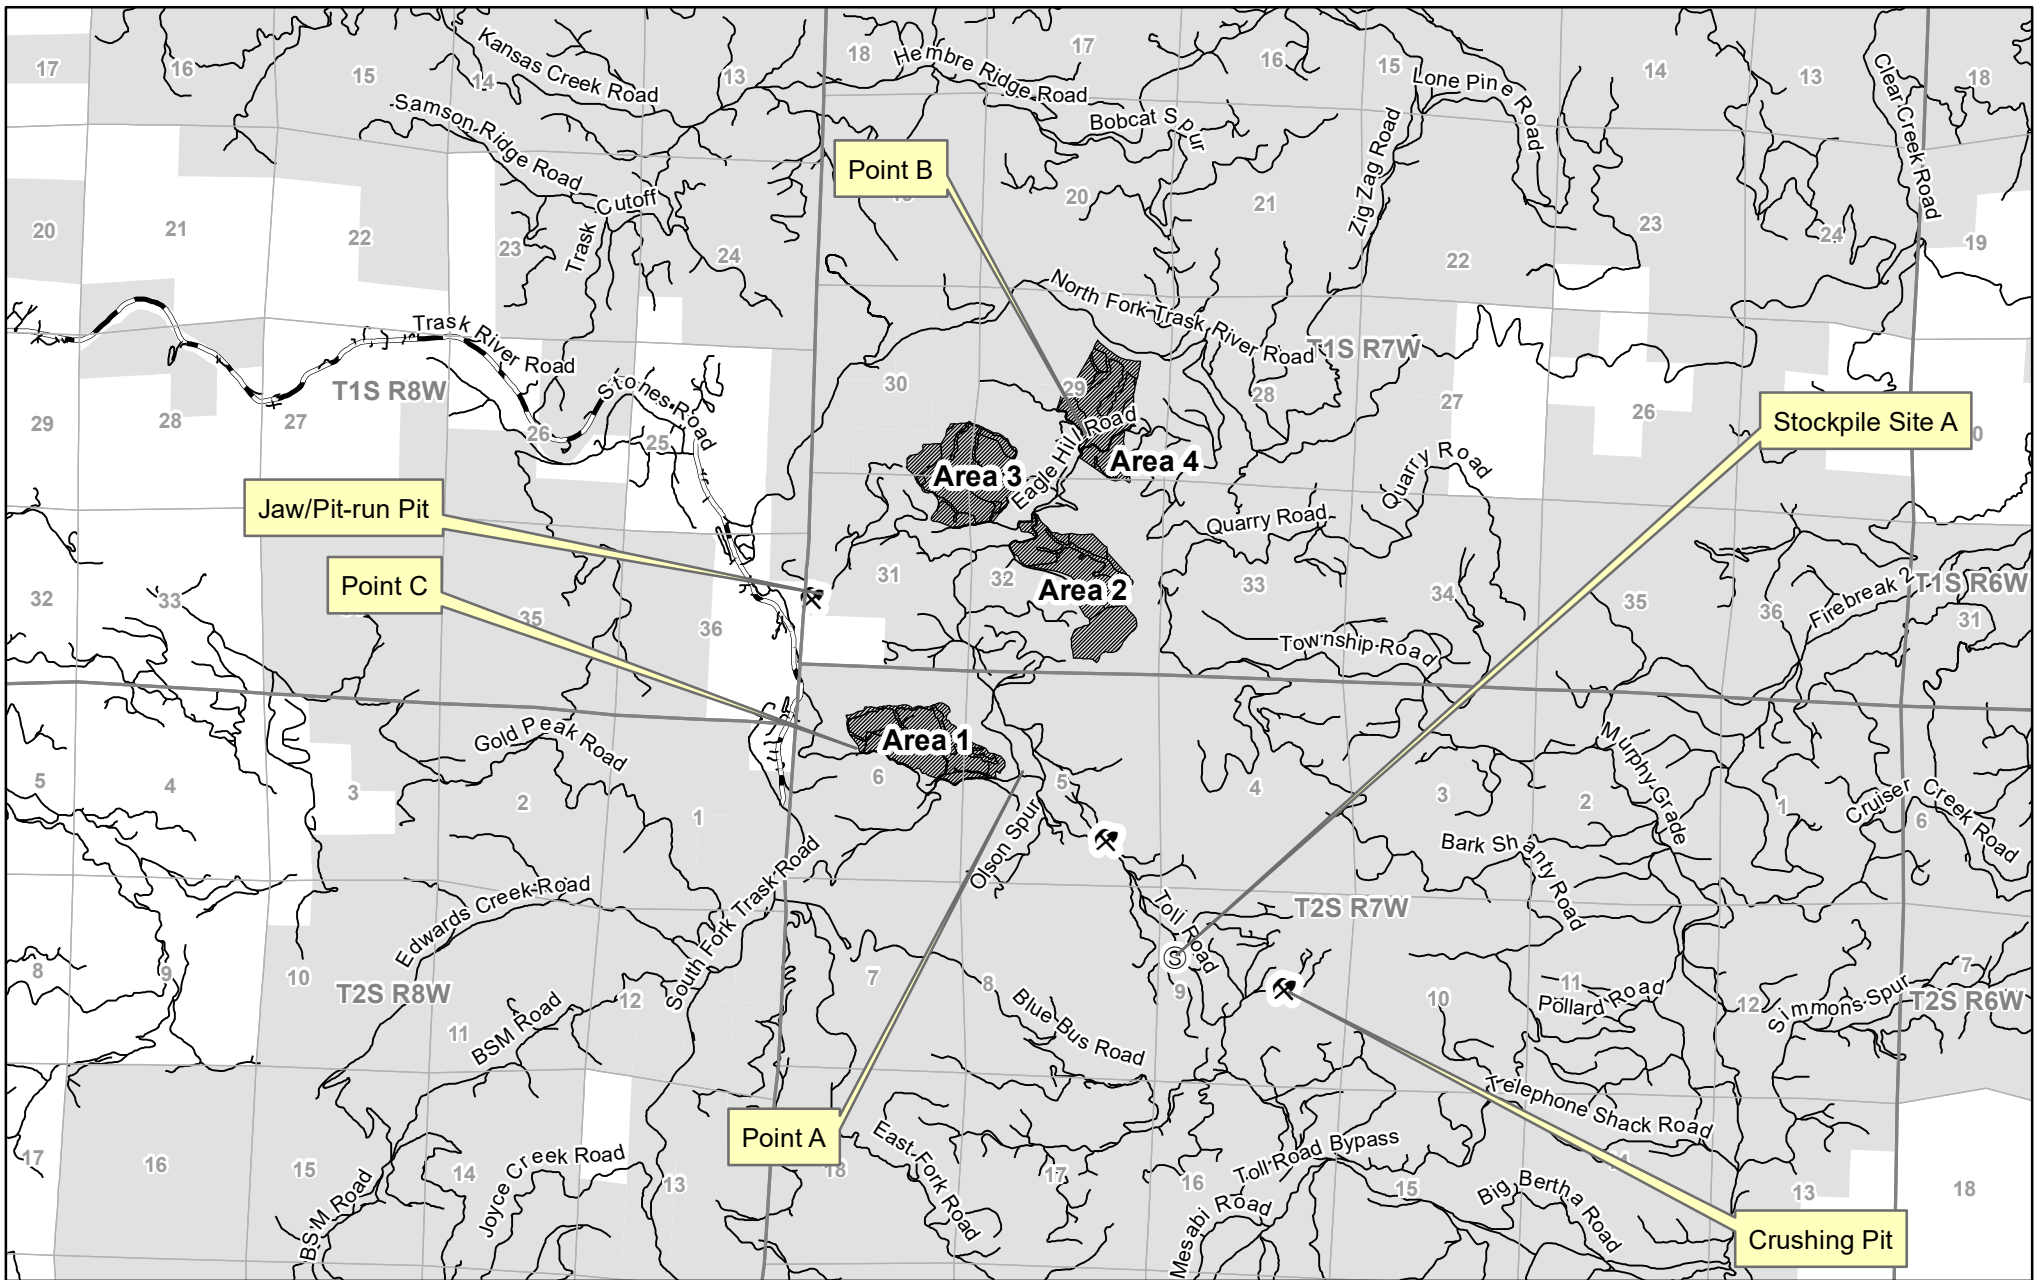 17
16
15
14
Kansas Creek Road
13
18
Hembre Ridge Road
17
16
15
Lone Pine Road
14
13
Clear Creek Road
18
Samson Ridge Road
Bobcat Spur
Zig Zag Road
Point B
20
21
22
23
Trask Cutoff
24
20
21
22
23
24
19
North Fork Trask River Road
Trask River Road
T1S R8W
Stones Road
T1S R7W
29
28
27
26
25
30
29
28
27
26
Stockpile Site A
Eagle Hill Road
Area 4
Area 3
Quarry Road
Quarry Road
Jaw/Pit-run Pit
Point C
32
33
35
36
31
32
Area 2
33
34
35
36
Firebreak 2
T1S R6W
31
Township Road
Gold Peak Road
Area 1
Murphy Grade
5
4
3
2
1
6
5
4
3
2
1
Cruiser Creek Road
6
Olson Spur
Bark Shanty Road
Edwards Creek Road
South Fork Trask Road
Toll Road
T2S R7W
8
9
10
T2S R8W
11
12
7
8
9
10
11
12
7
BSM Road
Blue Bus Road
Pollard Road
Simmons Spur
T2S R6W
Telephone Shack Road
Point A
17
16
15
14
13
18
17
16
15
14
13
18
BSM Road
Joyce Creek Road
East Fork Road
Toll Road Bypass
Mesabi Road
Big Bertha Road
Crushing Pit